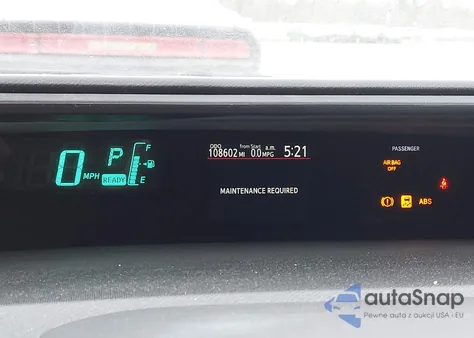 0 MPH
P
READY
F
E
ODO from Start a.m.
108602 MI 0.0 MPG 5:21
MAINTENANCE REQUIRED
PASSENGER
AIR BAG
OFF
ABS
autaSnap
Pewne auta z aukcji USA i EU